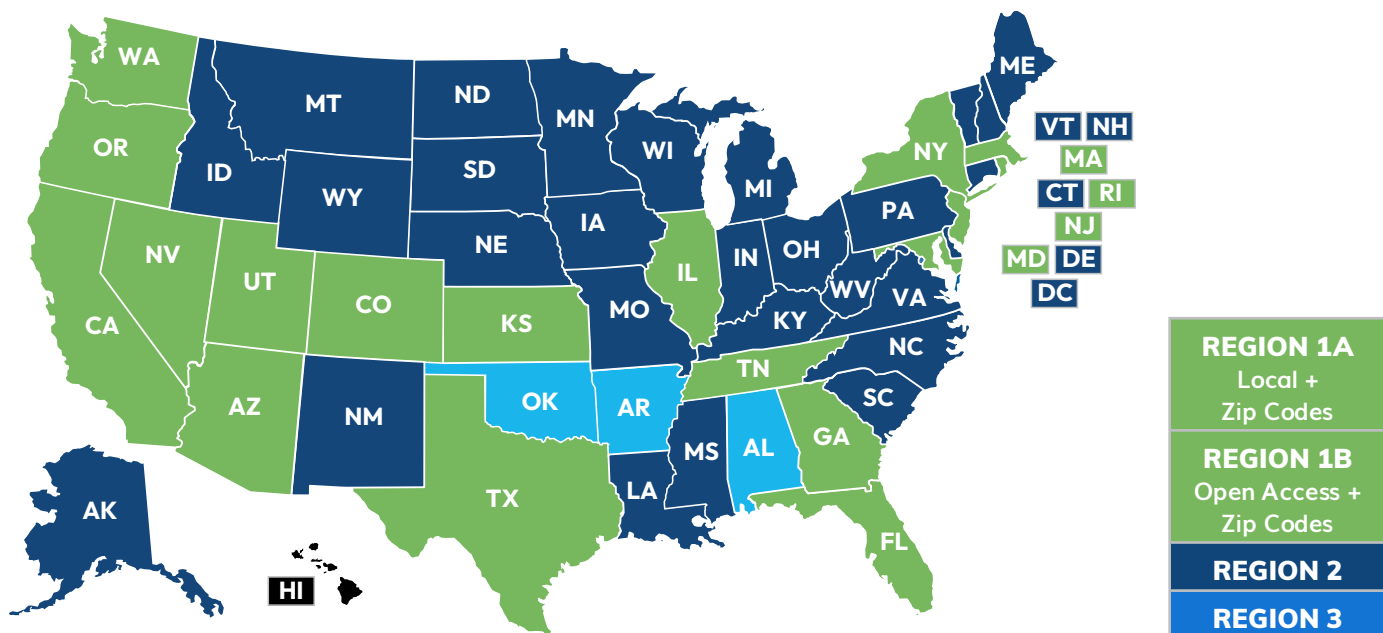 WA
ME
MT
ND
MN
VT NH
OR
NY
WI
MA
ID
SD
MI
WY
CT RI
PA
IA
NJ
NE
OH
NV
IN
MD DE
IL
UT
WV
VA
DC
CO
MO
KS
KY
CA
NC
REGION 1A
TN
Local +
SC
OK
AR
Zip Codes
AZ
NM
GA
MS
AL
REGION 1B
LA
Open Access +
TX
AK
Zip Codes
FL
REGION 2
HI
REGION 3